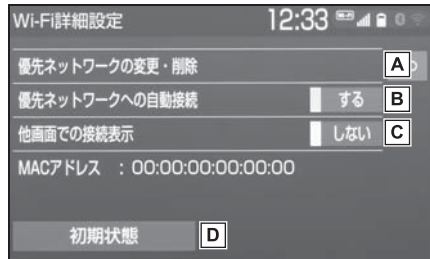 Wi-Fi詳細設定 12:33
優先ネットワークの変更・削除 A
優先ネットワークへの自動接続 する B
他画面での接続表示 しない C
MACアドレス : 00:00:00:00:00:00
初期状態 D